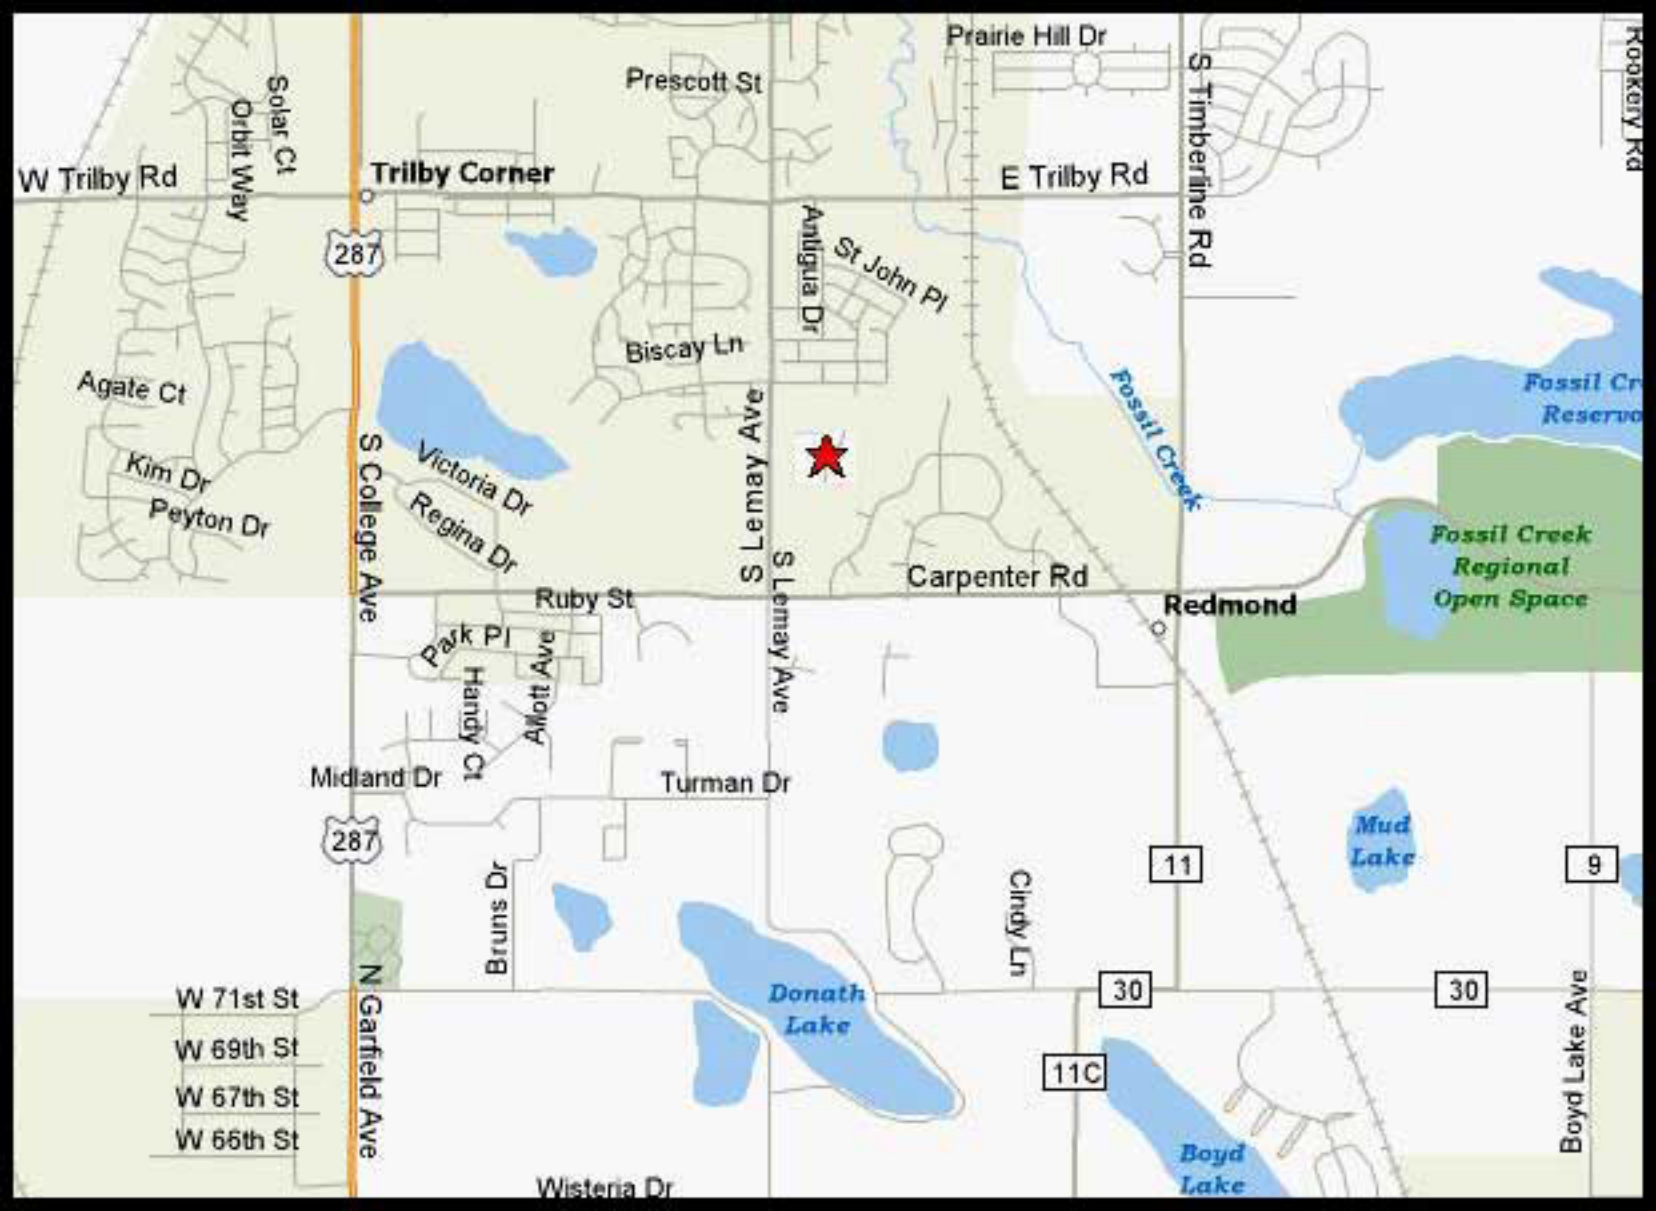 Prairie Hill Dr
Rookery Rd
Prescott St
Solar Ct
Orbit Way
S Timberline Rd
W Trilby Rd
Trilby Corner
E Trilby Rd
287
Antigua Dr
St John Pl
Biscay Ln
Agate Ct
Fossil Cr
Reservo
Fossil Creek
S Lemay Ave
S College Ave
Victoria Dr
Kim Dr
Peyton Dr
Regina Dr
Fossil Creek
Regional
Open Space
Carpenter Rd
Redmond
Ruby St
S Lemay Ave
Park Pl
Mott Ave
Handy Ct
Midland Dr
Turman Dr
287
Mud
Lake
11
9
Bruns Dr
Cindy Ln
N Garfield Ave
W 71st St
Donath
Lake
30
30
W 69th St
11C
Boyd Lake Ave
W 67th St
W 66th St
Boyd
Lake
Wisteria Dr